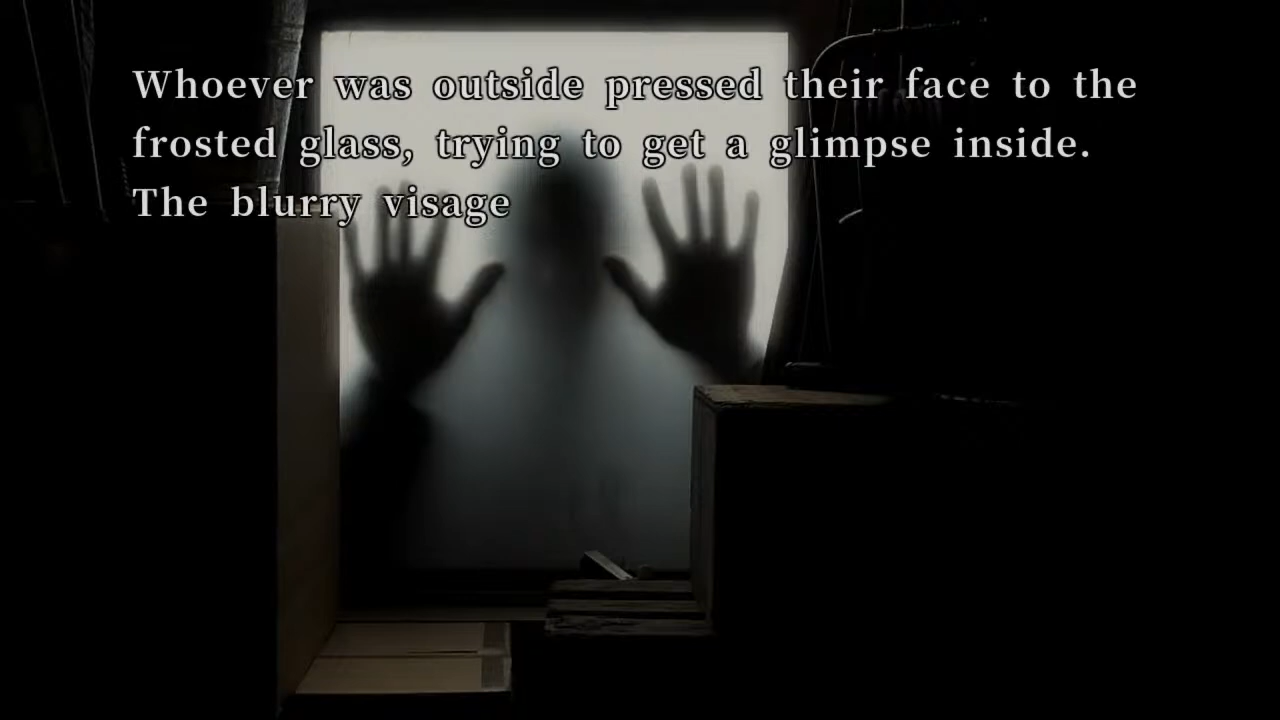 Whoever was outside pressed their face to the
frosted glass, trying to get a glimpse inside.
The blurry visage